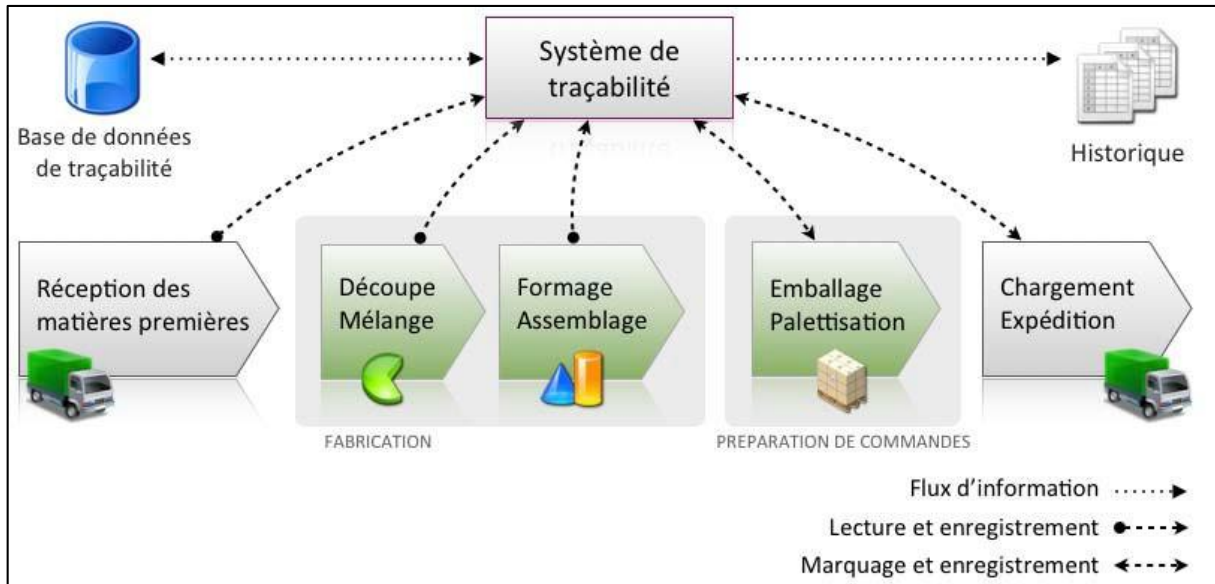 Système de
traçabilité
Base de données
de traçabilité
Historique
Réception des
matières premières
Découpe
Mélange
Formage
Assemblage
Emballage
Palettisation
Chargement
Expédition
FABRICATION
PREPARATION DE COMMANDES
Flux d'information
Lecture et enregistrement
Marquage et enregistrement